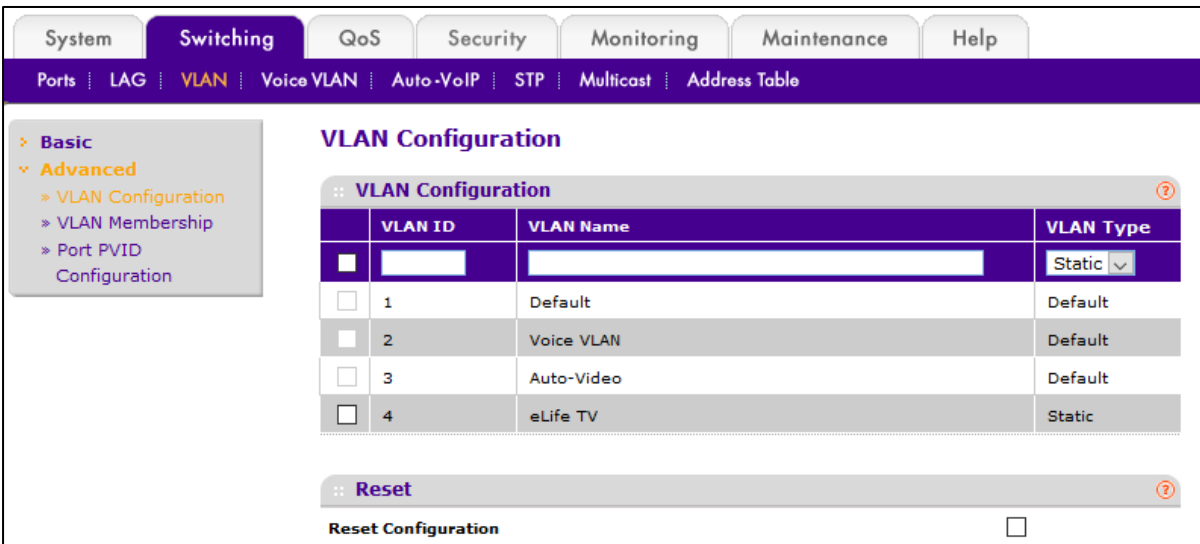 System Switching QoS Security Monitoring Maintenance Help
Ports LAG VLAN Voice VLAN Auto-VoIP STP Multicast Address Table
Basic
Advanced
» VLAN Configuration
» VLAN Membership
» Port PVID
Configuration
VLAN Configuration
VLAN Configuration
VLAN ID VLAN Name VLAN Type
Static
1 Default Default
2 Voice VLAN Default
3 Auto-Video Default
4 eLife TV Static
Reset
Reset Configuration